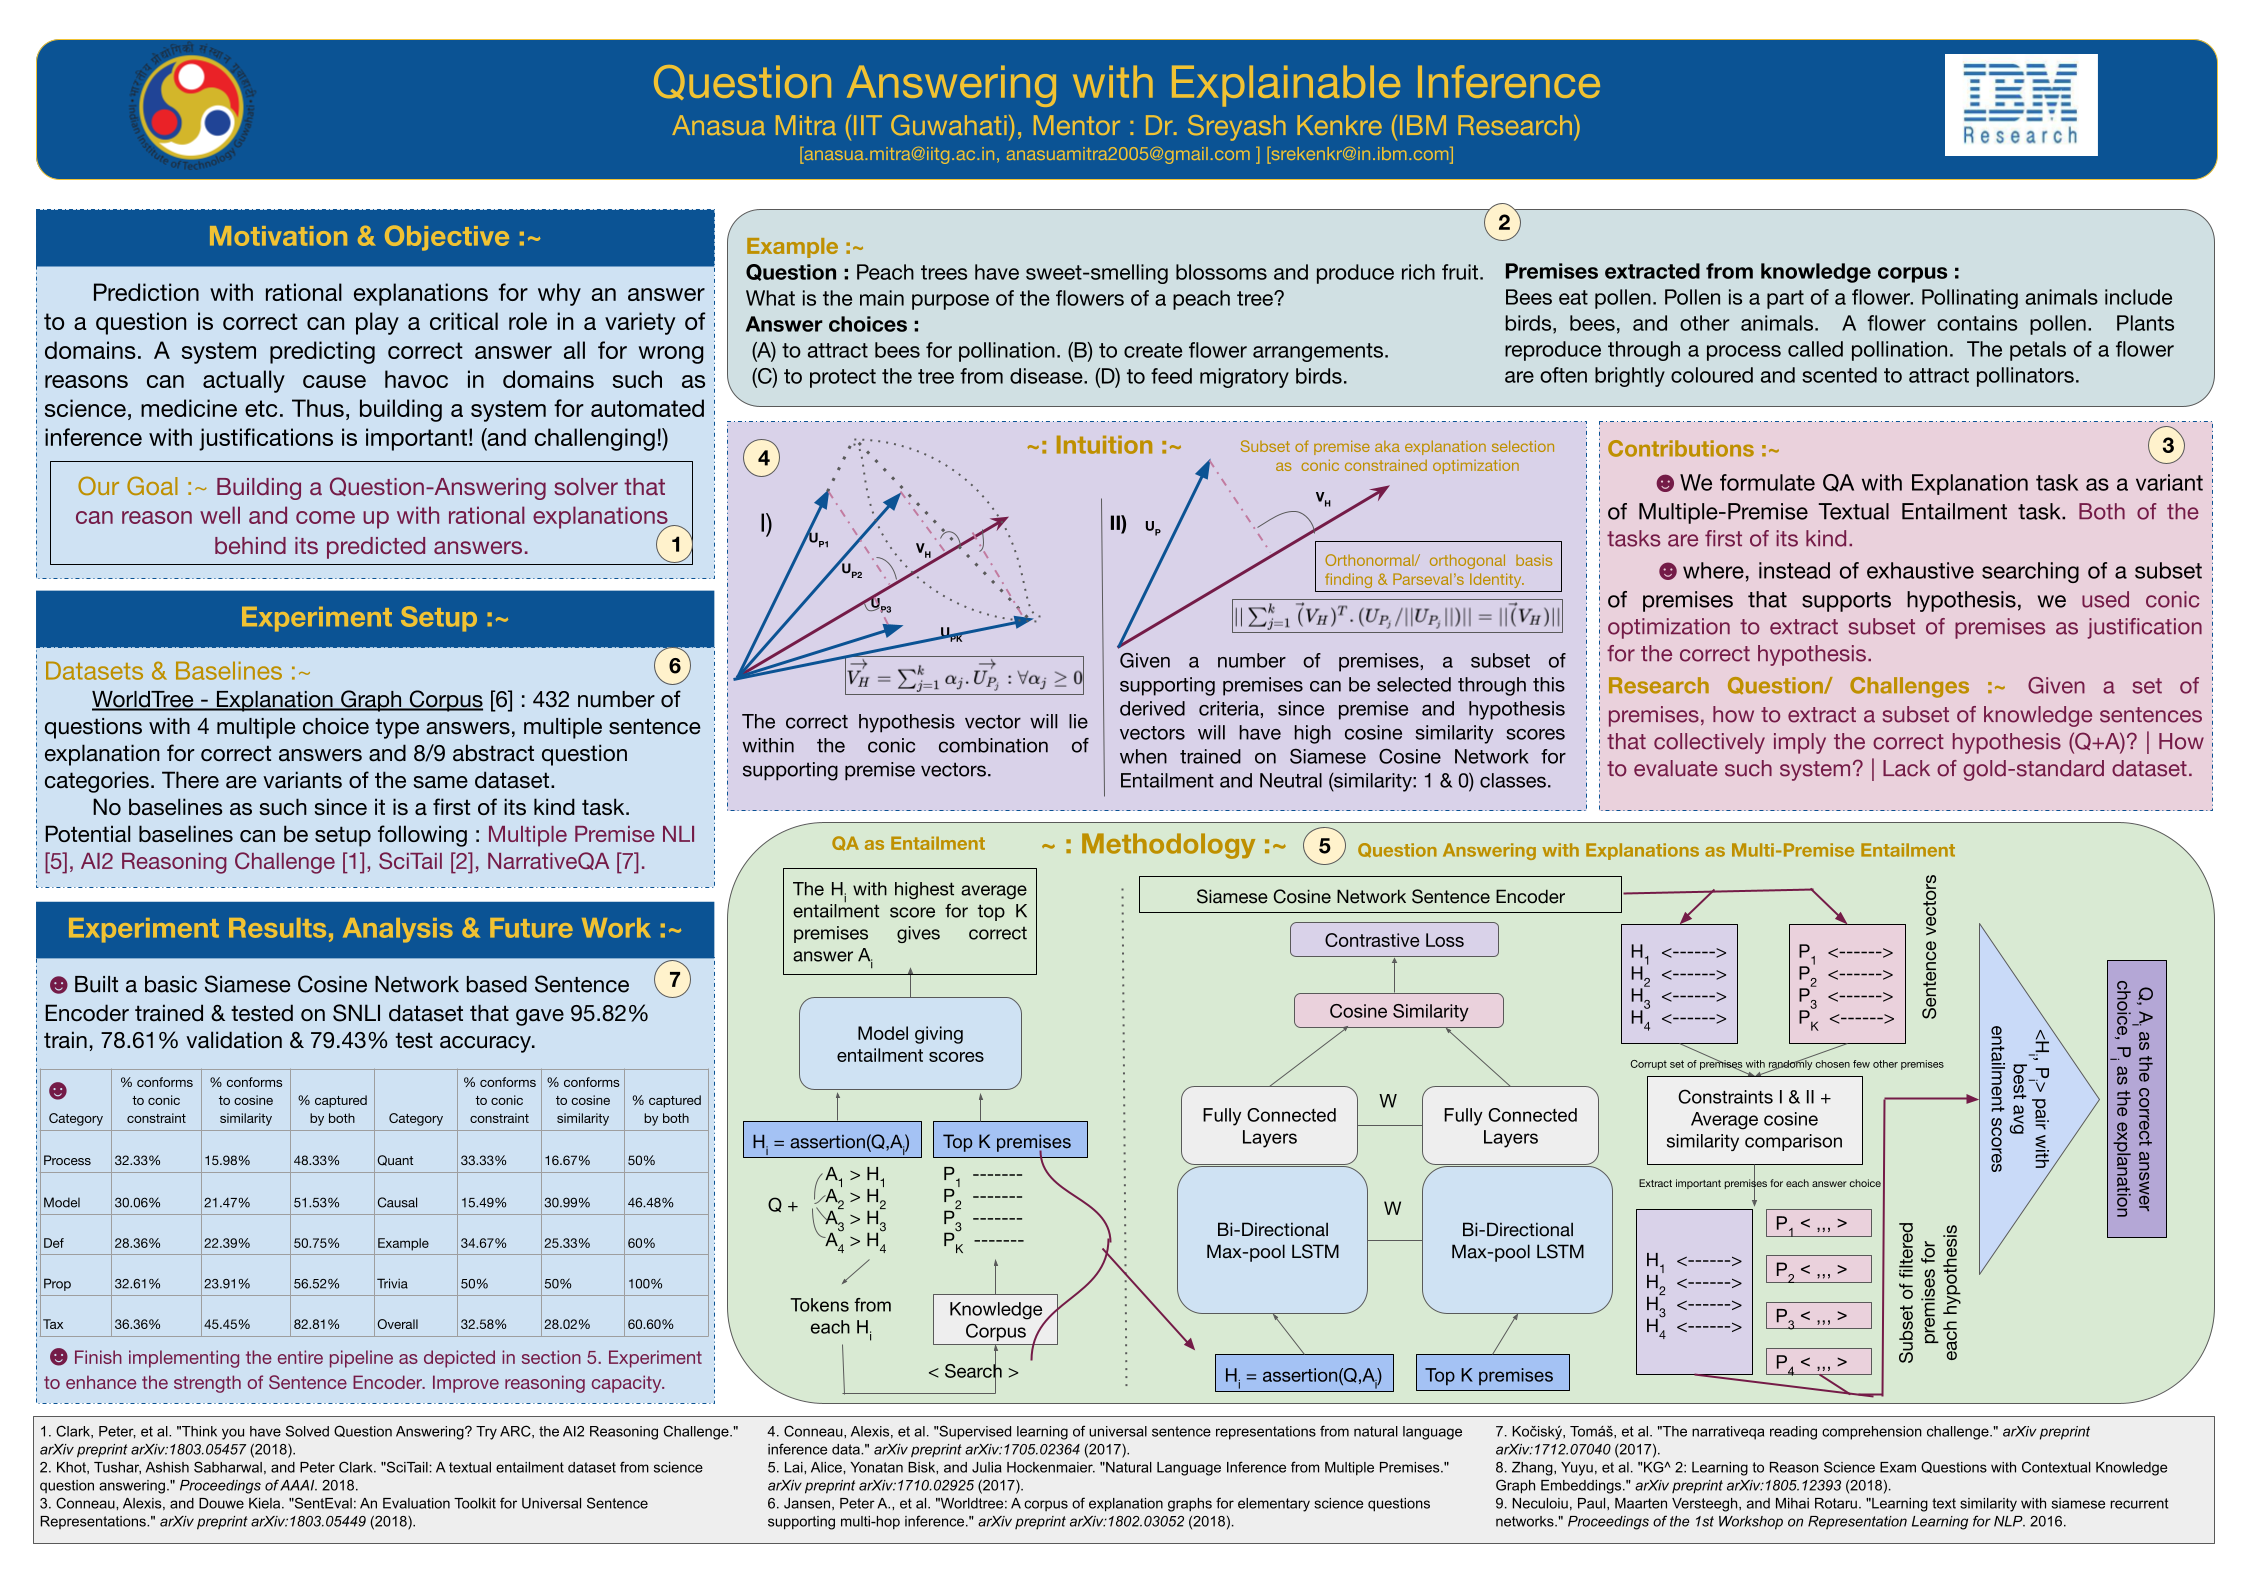 Question Answering with Explainable Inference
Anasua Mitra (IIT Guwahati), Mentor : Dr. Sreyash Kenkre (IBM Research)
[anasua.mitra@iitg.ac.in, anasuamitra2005@gmail.com ] [srekenkr@in.ibm.com]
IBM
Research
Motivation & Objective :~
Prediction with rational explanations for why an answer
to a question is correct can play a critical role in a variety of
domains. A system predicting correct answer all for wrong
reasons can actually cause havoc in domains such as
science, medicine etc. Thus, building a system for automated
inference with justifications is important! (and challenging!)
Our Goal :~ Building a Question-Answering solver that
can reason well and come up with rational explanations
behind its predicted answers.
1
Experiment Setup :~
Datasets & Baselines :~
6
WorldTree - Explanation Graph Corpus [6] : 432 number of
questions with 4 multiple choice type answers, multiple sentence
explanation for correct answers and 8/9 abstract question
categories. There are variants of the same dataset.
No baselines as such since it is a first of its kind task.
Potential baselines can be setup following : Multiple Premise NLI
[5], AI2 Reasoning Challenge [1], SciTail [2], NarrativeQA [7].
Experiment Results, Analysis & Future Work :~
7
Built a basic Siamese Cosine Network based Sentence
Encoder trained & tested on SNLI dataset that gave 95.82%
train, 78.61% validation & 79.43% test accuracy.
Category % conforms to conic constraint % conforms to cosine similarity % captured by both Category % conforms to conic constraint % conforms to cosine similarity % captured by both
Process 32.33% 15.98% 48.33% Quant 33.33% 16.67% 50%
Model 30.06% 21.47% 51.53% Causal 15.49% 30.99% 46.48%
Def 28.36% 22.39% 50.75% Example 34.67% 25.33% 60%
Prop 32.61% 23.91% 56.52% Trivia 50% 50% 100%
Tax 36.36% 45.45% 82.81% Overall 32.58% 28.02% 60.60%
Finish implementing the entire pipeline as depicted in section 5. Experiment
to enhance the strength of Sentence Encoder. Improve reasoning capacity.
2
Example :~
Question : Peach trees have sweet-smelling blossoms and produce rich fruit.
What is the main purpose of the flowers of a peach tree?
Answer choices :
(A) to attract bees for pollination. (B) to create flower arrangements.
(C) to protect the tree from disease. (D) to feed migratory birds.
Premises extracted from knowledge corpus :
Bees eat pollen. Pollen is a part of a flower. Pollinating animals include
birds, bees, and other animals. A flower contains pollen. Plants
reproduce through a process called pollination. The petals of a flower
are often brightly coloured and scented to attract pollinators.
4
~: Intuition :~
Subset of premise aka explanation selection
as conic constrained optimization
I)
U_P1
U_P2
V_H
U_P3
U_PK
\vec{V_H} = ∑_{j=1}^{k} α_j . \vec{U_{P_j}} : ∀α_j ≥ 0
The correct hypothesis vector will lie
within the conic combination of
supporting premise vectors.
II)
U_P
V_H
Orthonormal/ orthogonal basis
finding & Parseval's Identity.
|| ∑_{j=1}^{k} (\vec{V_H})^T . (U_{P_j} / ||U_{P_j}||)|| = ||(\vec{V_H})||
Given a number of premises, a subset of
supporting premises can be selected through this
derived criteria, since premise and hypothesis
vectors will have high cosine similarity scores
when trained on Siamese Cosine Network for
Entailment and Neutral (similarity: 1 & 0) classes.
3
Contributions :~
We formulate QA with Explanation task as a variant
of Multiple-Premise Textual Entailment task. Both of the
tasks are first of its kind.
where, instead of exhaustive searching of a subset
of premises that supports hypothesis, we used conic
optimization to extract subset of premises as justification
for the correct hypothesis.
Research Question/ Challenges :~ Given a set of
premises, how to extract a subset of knowledge sentences
that collectively imply the correct hypothesis (Q+A)? | How
to evaluate such system? | Lack of gold-standard dataset.
QA as Entailment
~ : Methodology :~
5
Question Answering with Explanations as Multi-Premise Entailment
The H_i with highest average
entailment score for top K
premises gives correct
answer A_i
Model giving
entailment scores
H_i = assertion(Q,A_i)
Top K premises
Q +
A_1 > H_1
A_2 > H_2
A_3 > H_3
A_4 > H_4
P_1 -------
P_2 -------
P_3 -------
P_K -------
Tokens from
each H_i
Knowledge
Corpus
< Search >
Siamese Cosine Network Sentence Encoder
Contrastive Loss
Cosine Similarity
Fully Connected
Layers
W
Fully Connected
Layers
Bi-Directional
Max-pool LSTM
W
Bi-Directional
Max-pool LSTM
H_i = assertion(Q,A_i)
Top K premises
H_1 <------>
H_2 <------>
H_3 <------>
H_4 <------>
P_1 <------>
P_2 <------>
P_3 <------>
P_K <------>
Sentence vectors
Corrupt set of premises with randomly chosen few other premises
Constraints I & II +
Average cosine
similarity comparison
Extract important premises for each answer choice
H_1 <------>
H_2 <------>
H_3 <------>
H_4 <------>
P_1 < ,,, >
P_2 < ,,, >
P_3 < ,,, >
P_4 < ,,, >
Subset of filtered
premises for
each hypothesis
<H_i, P_i> pair with
best avg
entailment scores
Q, A_i as the correct answer
choice, P_i as the explanation
1. Clark, Peter, et al. "Think you have Solved Question Answering? Try ARC, the AI2 Reasoning Challenge."
arXiv preprint arXiv:1803.05457 (2018).
2. Khot, Tushar, Ashish Sabharwal, and Peter Clark. "SciTail: A textual entailment dataset from science
question answering." Proceedings of AAAI. 2018.
3. Conneau, Alexis, and Douwe Kiela. "SentEval: An Evaluation Toolkit for Universal Sentence
Representations." arXiv preprint arXiv:1803.05449 (2018).
4. Conneau, Alexis, et al. "Supervised learning of universal sentence representations from natural language
inference data." arXiv preprint arXiv:1705.02364 (2017).
5. Lai, Alice, Yonatan Bisk, and Julia Hockenmaier. "Natural Language Inference from Multiple Premises."
arXiv preprint arXiv:1710.02925 (2017).
6. Jansen, Peter A., et al. "Worldtree: A corpus of explanation graphs for elementary science questions
supporting multi-hop inference." arXiv preprint arXiv:1802.03052 (2018).
7. Kočiský, Tomáš, et al. "The narrativeqa reading comprehension challenge." arXiv preprint
arXiv:1712.07040 (2017).
8. Zhang, Yuyu, et al. "KG^ 2: Learning to Reason Science Exam Questions with Contextual Knowledge
Graph Embeddings." arXiv preprint arXiv:1805.12393 (2018).
9. Neculoiu, Paul, Maarten Versteegh, and Mihai Rotaru. "Learning text similarity with siamese recurrent
networks." Proceedings of the 1st Workshop on Representation Learning for NLP. 2016.